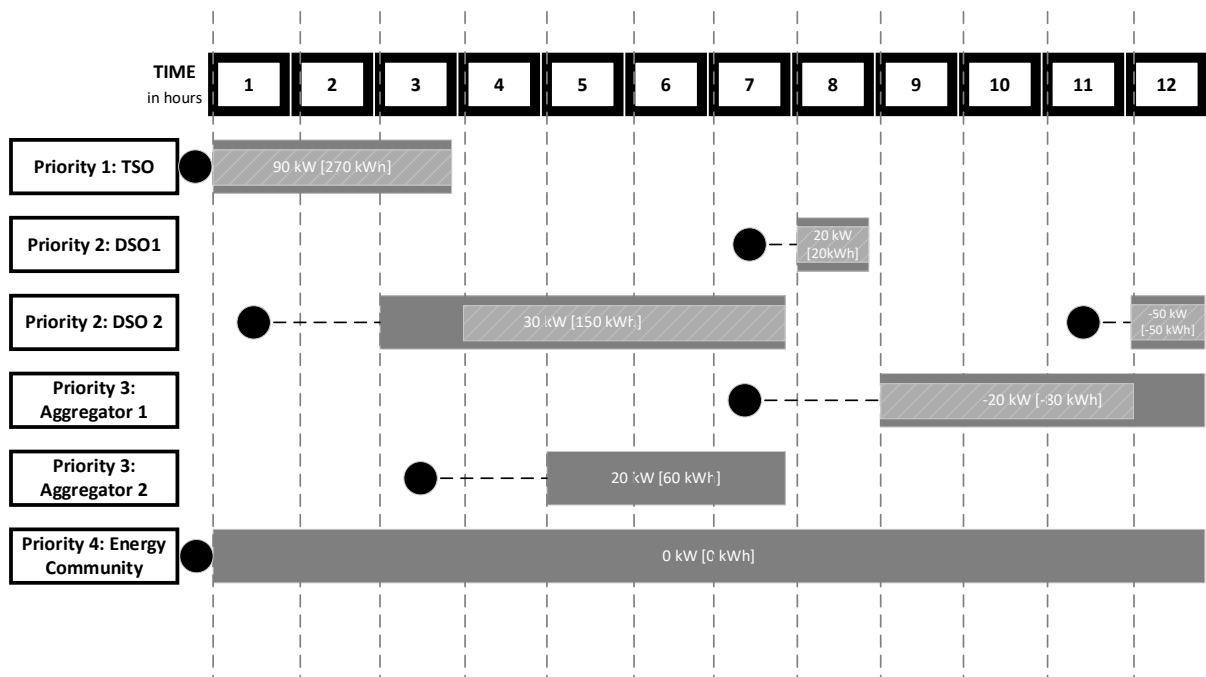 TIME
in hours
1 2 3 4 5 6 7 8 9 10 11 12
Priority 1: TSO
90 kW [270 kWh]
Priority 2: DSO1
20 kW
[20kWh]
Priority 2: DSO 2
30 kW [150 kWh]
-50 kW
[-50 kWh]
Priority 3:
Aggregator 1
-20 kW [-80 kWh]
Priority 3:
Aggregator 2
20 kW [60 kWh]
Priority 4: Energy
Community
0 kW [0 kWh]